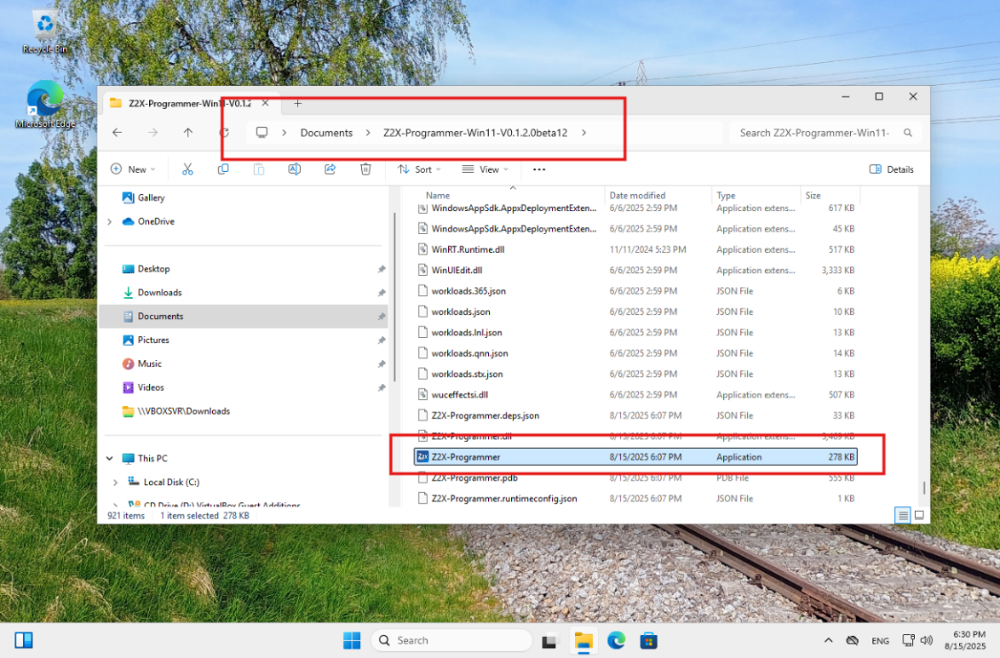 Recycle Bin
Microsoft Edge
Z2X-Programmer-Win11-V0.1.2
Documents Z2X-Programmer-Win11-V0.1.2.0beta12
Search Z2X-Programmer-Win11-
New Sort View ... Details
Gallery
OneDrive
Desktop
Downloads
Documents
Pictures
Music
Videos
\\VBOXSVR\Downloads
This PC
Local Disk (C:)
CD Drive (D:) VirtualBox Guest Additions
Name Date modified Type Size
WindowsAppSdk.AppxDeploymentExten... 6/6/2025 2:59 PM Application extens... 617 KB
WindowsAppSdk.AppxDeploymentExten... 6/6/2025 2:59 PM Application extens... 45 KB
WinRT.Runtime.dll 11/11/2024 5:23 PM Application extens... 517 KB
WinUIEdit.dll 6/6/2025 2:59 PM Application extens... 3,333 KB
workloads.365.json 6/6/2025 2:59 PM JSON File 6 KB
workloads.json 6/6/2025 2:59 PM JSON File 10 KB
workloads.lnl.json 6/6/2025 2:59 PM JSON File 13 KB
workloads.qnn.json 6/6/2025 2:59 PM JSON File 14 KB
workloads.stx.json 6/6/2025 2:59 PM JSON File 13 KB
wuceffectsi.dll 6/6/2025 2:59 PM Application extens... 507 KB
Z2X-Programmer.deps.json 8/15/2025 6:07 PM JSON File 33 KB
Z2X-Programmer.dll 8/15/2025 6:07 PM Application extens... KB
Z2X Z2X-Programmer 8/15/2025 6:07 PM Application 278 KB
Z2X-Programmer.pdb 8/15/2025 6:07 PM PDB File 555 KB
Z2X-Programmer.runtimeconfig.json 8/15/2025 6:07 PM JSON File 1 KB
921 items 1 item selected 278 KB
Search
ENG
6:30 PM
8/15/2025